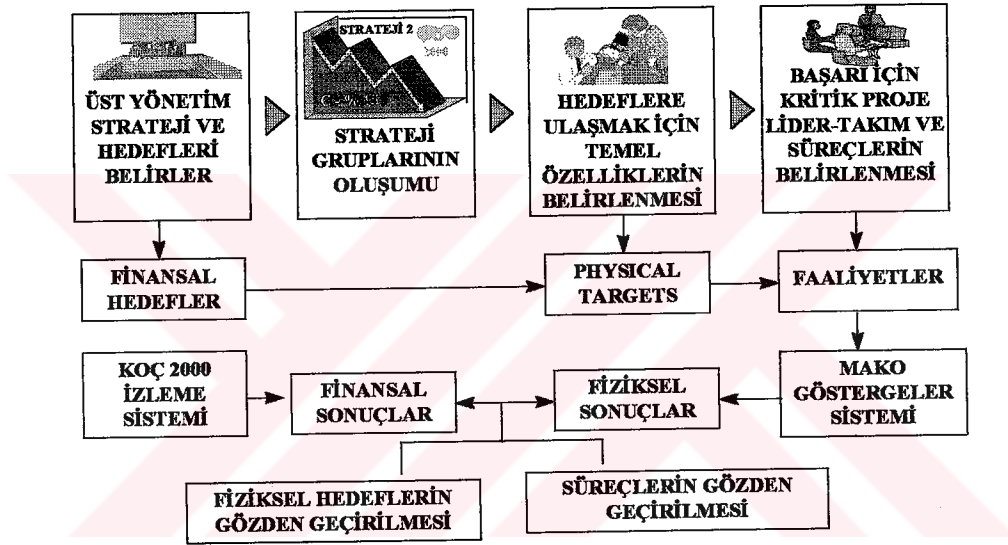 ÜST YÖNETİM
STRATEJİ VE
HEDEFLERİ
BELİRLER
STRATEJİ 2
STRATEJİ
GRUPLARININ
OLUŞUMU
HEDEFLERE
ULAŞMAK İÇİN
TEMEL
ÖZELLİKLERİN
BELİRLENMESİ
BAŞARI İÇİN
KRİTİK PROJE
LİDER-TAKIM VE
SÜREÇLERİN
BELİRLENMESİ
FİNANSAL
HEDEFLER
PHYSICAL
TARGETS
FAALİYETLER
KOÇ 2000
İZLEME
SİSTEMİ
FİNANSAL
SONUÇLAR
FİZİKSEL
SONUÇLAR
MAKO
GÖSTERGELER
SİSTEMİ
FİZİKSEL HEDEFLERİN
GÖZDEN GEÇİRİLMESİ
SÜREÇLERİN GÖZDEN
GEÇİRİLMESİ